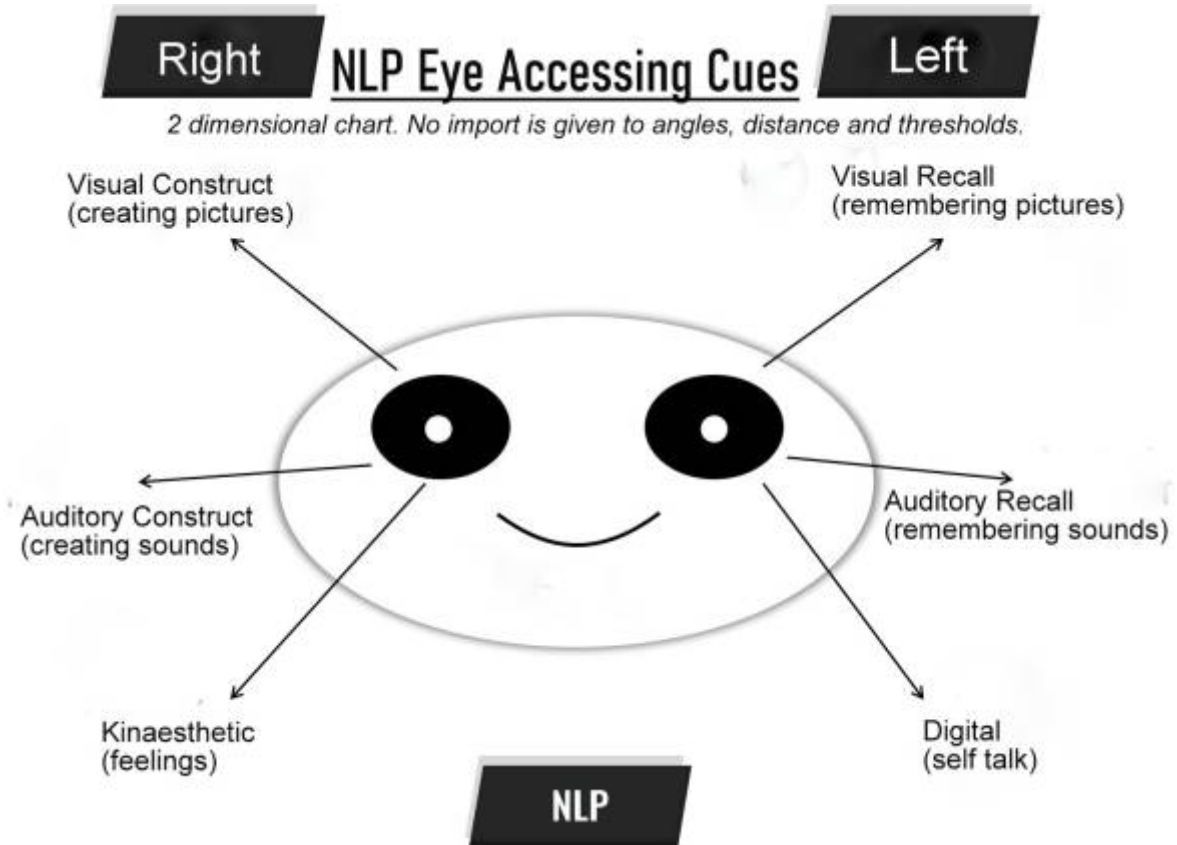 Right
NLP Eye Accessing Cues
Left
2 dimensional chart. No import is given to angles, distance and thresholds.
Visual Construct
(creating pictures)
Visual Recall
(remembering pictures)
Auditory Construct
(creating sounds)
Auditory Recall
(remembering sounds)
Kinaesthetic
(feelings)
Digital
(self talk)
NLP